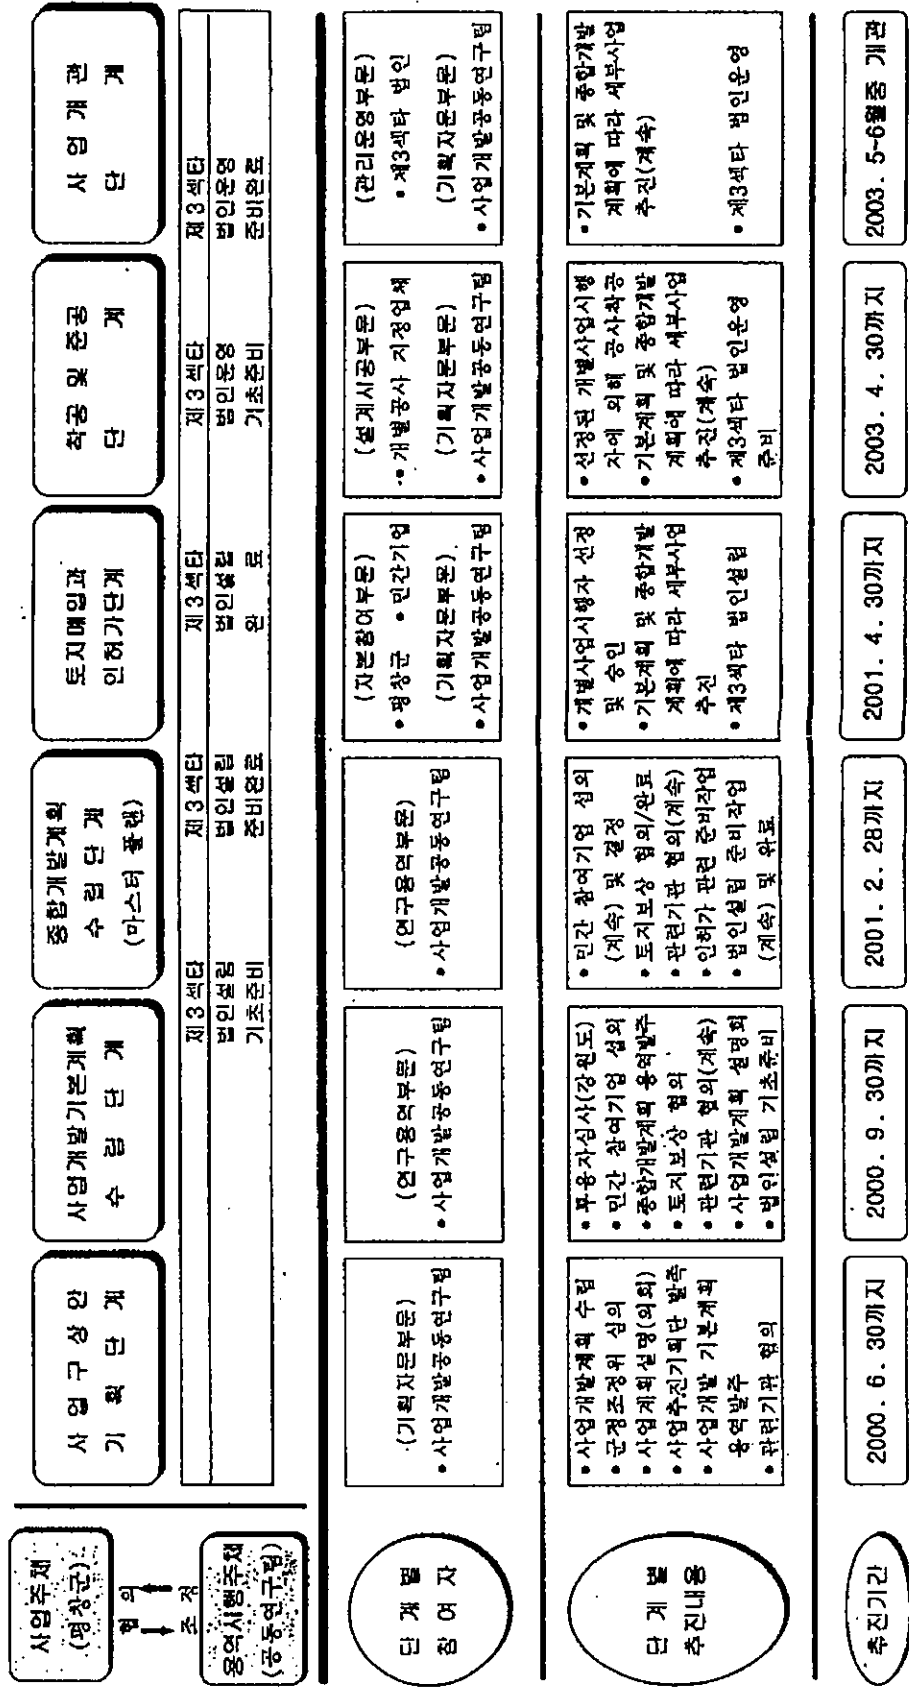 사업주체
(평창군)
협 의
조 정
용역시행주체
(공동연구팀)
사 업 구 상 안
기 획 단 계
사업개발기본계획
수 립 단 계
종합개발계획
수 립 단 계
(마스터 플랜)
토지매입과
인허가단계
착공 및 준공
단 계
사 업 개 관
단 계
제3섹타
법인설립
기초준비
제3섹타
법인설립
준비완료
제3섹타
법인설립
완 료
제3섹타
법인운영
기초준비
제3섹타
법인운영
준비완료
단 계 별
참 여 자
(기획자문부문)
• 사업개발공동연구팀
(연구용역부문)
• 사업개발공동연구팀
(연구용역부문)
• 사업개발공동연구팀
(자본참여부문)
• 평창군 • 민간기업
(기획자문부문)
• 사업개발공동연구팀
(설계시공부문)
• 개별공사 지정업체
(기획자문부문)
• 사업개발공동연구팀
(관리운영부문)
• 제3섹타 법인
(기획자문부문)
• 사업개발공동연구팀
단 계 별
추진내용
• 사업개발계획 수립
• 군정조정위 심의
• 사업계획설명(의회)
• 사업추진기획단 발족
• 사업개발 기본계획
용역발주
• 관련기관 협의
• 투융자심사(강원도)
• 민간 참여기업 섭외
• 종합개발계획 용역발주
• 토지보상 협의
• 관련기관 협의(계속)
• 사업개발계획 설명회
• 법인설립 기초준비
• 민간 참여기업 섭외
(계속) 및 결정
• 토지보상 협의/완료
• 관련기관 협의(계속)
• 인허가 관련 준비작업
• 법인설립 준비작업
(계속) 및 완료
• 개별사업시행자 선정
및 승인
• 기본계획 및 종합개발
계획에 따라 세부사업
추진
• 제3섹타 법인설립
• 선정된 개별사업시행
자에 의해 공사착공
• 기본계획 및 종합개발
계획에 따라 세부사업
추진(계속)
• 제3섹타 법인운영
준비
• 기본계획 및 종합개발
계획에 따라 세부사업
추진(계속)
• 제3섹타 법인운영
추진기간
2000. 6. 30까지
2000. 9. 30까지
2001. 2. 28까지
2001. 4. 30까지
2003. 4. 30까지
2003. 5-6월중 개관